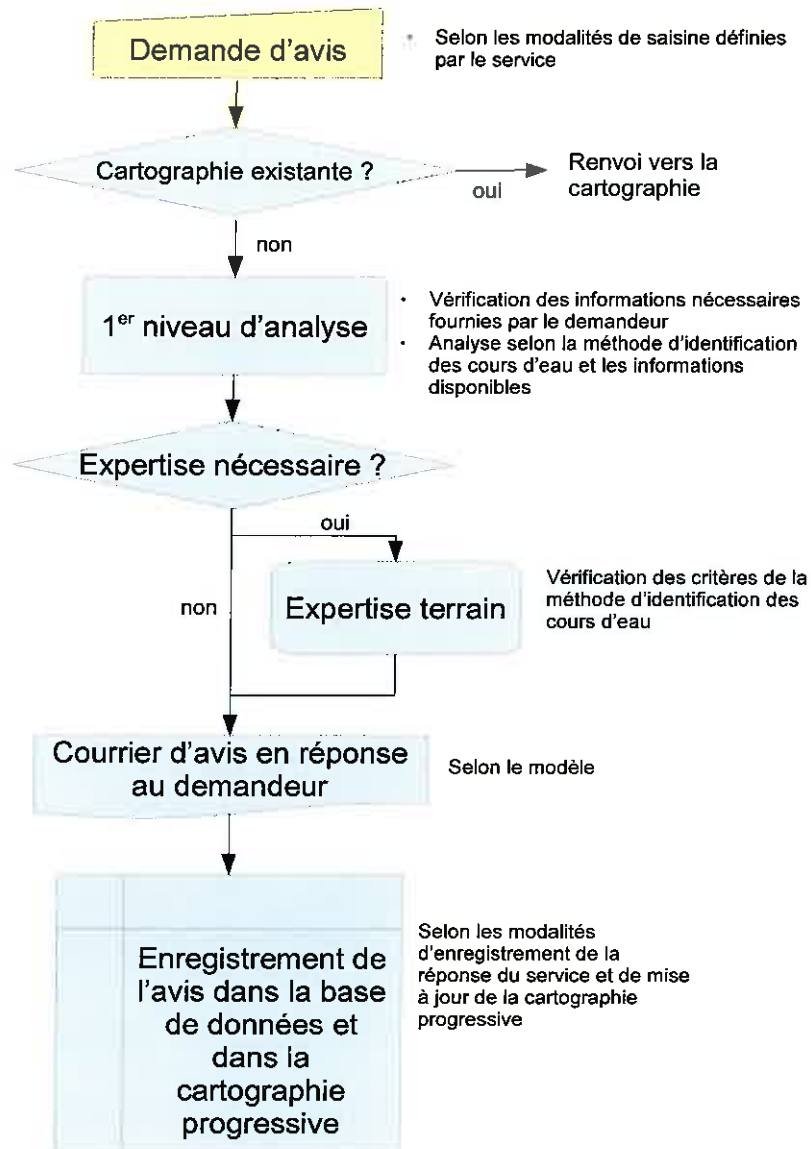 Demande d'avis
Selon les modalités de saisine définies
par le service
Cartographie existante ?
oui
Renvoi vers la
cartographie
non
1er niveau d'analyse
· Vérification des informations nécessaires
fournies par le demandeur
· Analyse selon la méthode d'identification
des cours d'eau et les informations
disponibles
Expertise nécessaire ?
oui
non
Expertise terrain
Vérification des critères de la
méthode d'identification des
cours d'eau
Courrier d'avis en réponse
au demandeur
Selon le modèle
Enregistrement de
l'avis dans la base
de données et
dans la
cartographie
progressive
Selon les modalités
d'enregistrement de la
réponse du service et de mise
à jour de la cartographie
progressive